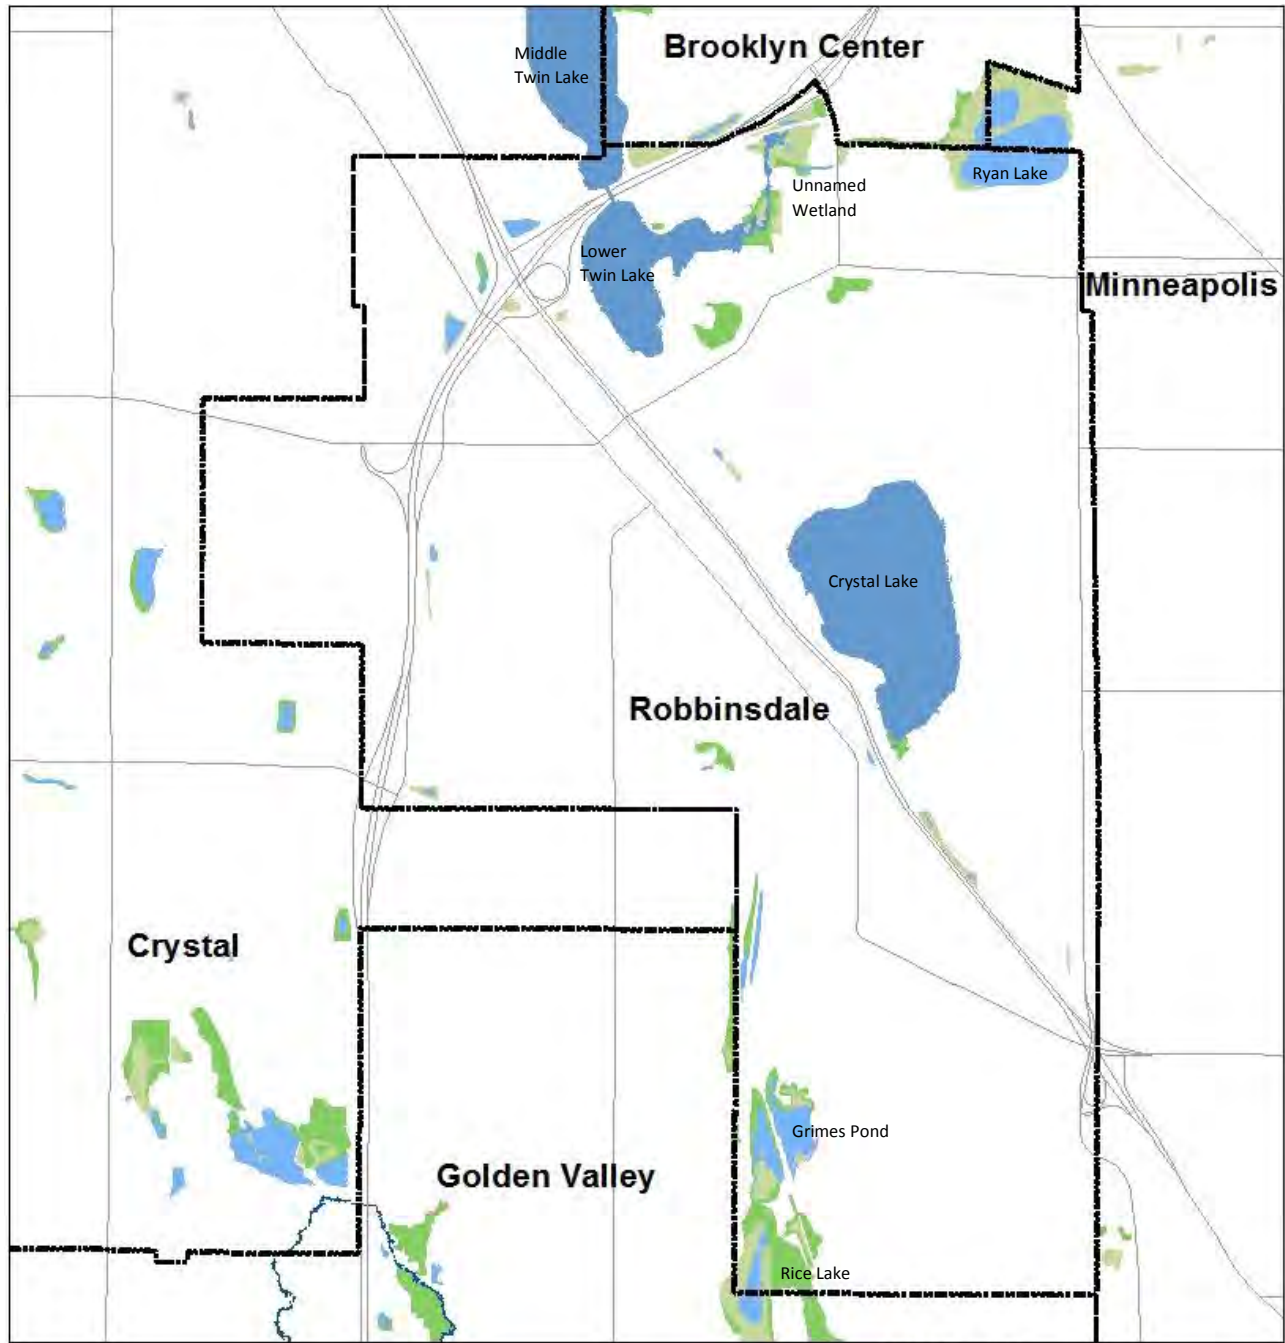 Middle
Twin Lake
Brooklyn Center
Ryan Lake
Unnamed
Wetland
Lower
Twin Lake
Minneapolis
Crystal Lake
Robbinsdale
Crystal
Grimes Pond
Golden Valley
Rice Lake